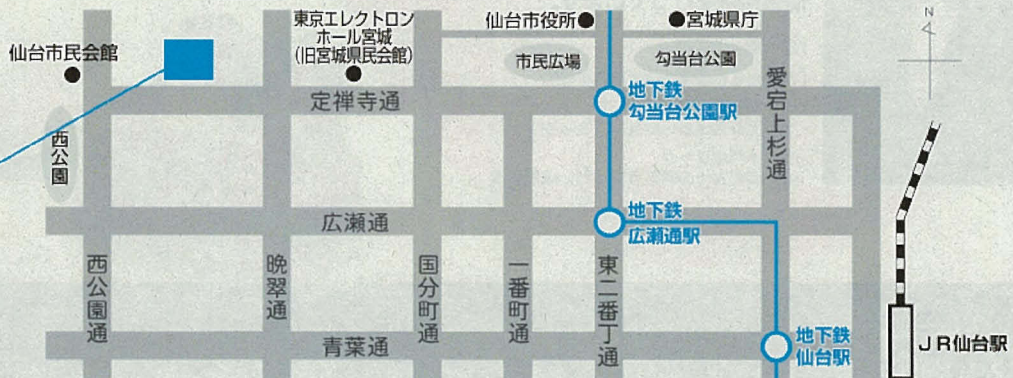 東京エレクトロン
ホール宮城
(旧宮城県民会館)
仙台市役所
宮城県庁
N
仙台市民会館
市民広場
勾当台公園
定禅寺通
地下鉄
勾当台公園駅
愛宕上杉通
西公園
広瀬通
地下鉄
広瀬通駅
西公園通
晩翠通
国分町通
一番町通
東二番丁通
青葉通
地下鉄
仙台駅
JR仙台駅